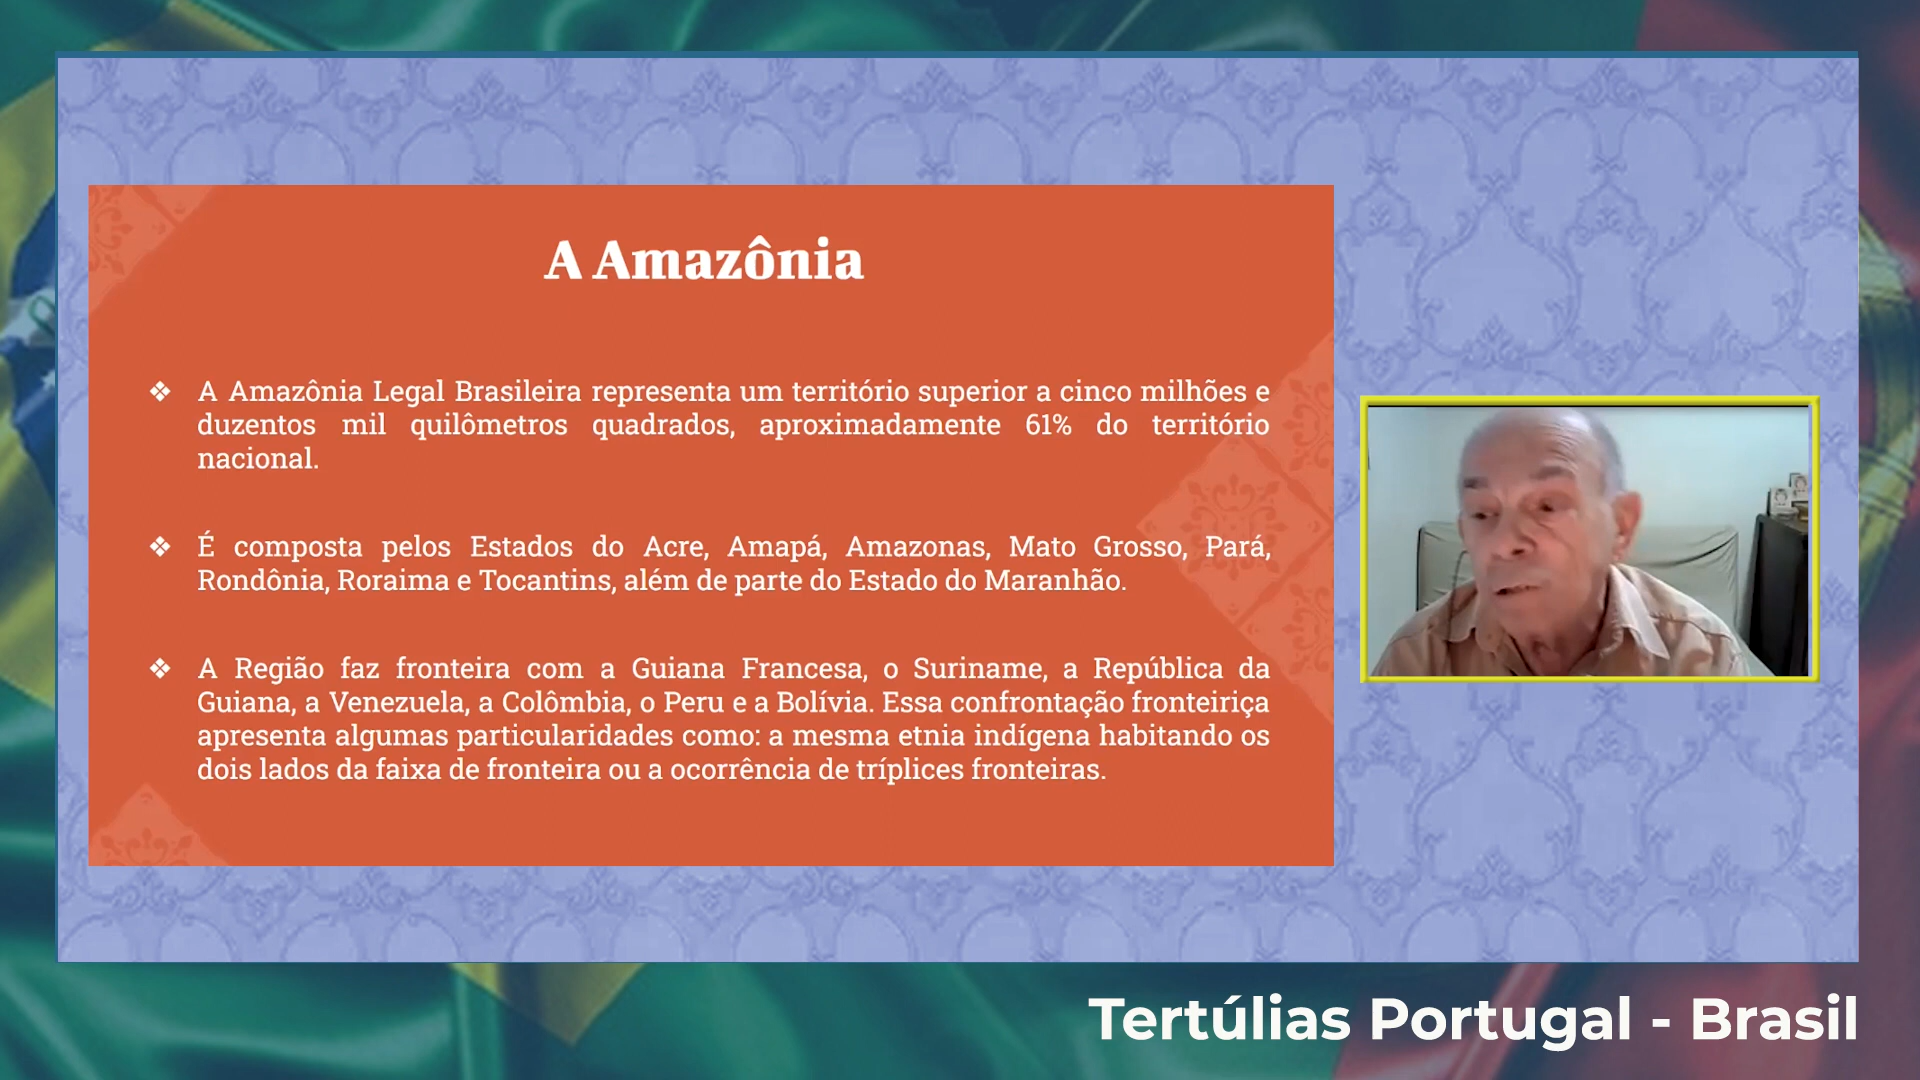 A Amazônia
❖ A Amazônia Legal Brasileira representa um território superior a cinco milhões e
duzentos mil quilômetros quadrados, aproximadamente 61% do território
nacional.
❖ É composta pelos Estados do Acre, Amapá, Amazonas, Mato Grosso, Pará,
Rondônia, Roraima e Tocantins, além de parte do Estado do Maranhão.
❖ A Região faz fronteira com a Guiana Francesa, o Suriname, a República da
Guiana, a Venezuela, a Colômbia, o Peru e a Bolívia. Essa confrontação fronteiriça
apresenta algumas particularidades como: a mesma etnia indígena habitando os
dois lados da faixa de fronteira ou a ocorrência de tríplices fronteiras.
Tertúlias Portugal - Brasil